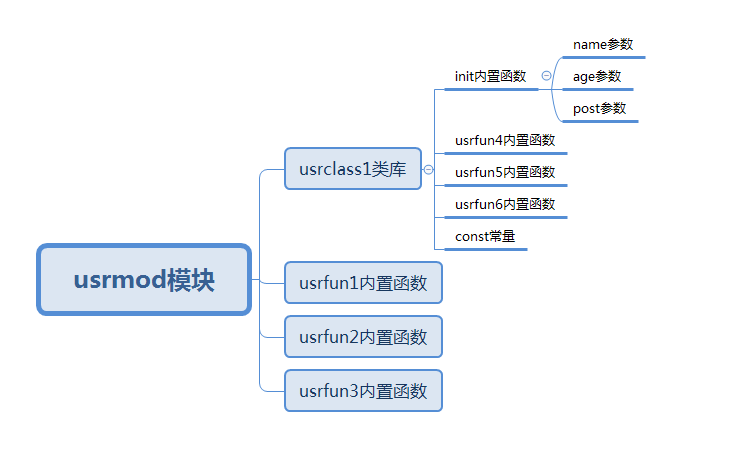 usrmod模块
usrclass1类库
init内置函数
name参数
age参数
post参数
usrfun4内置函数
usrfun5内置函数
usrfun6内置函数
const常量
usrfun1内置函数
usrfun2内置函数
usrfun3内置函数